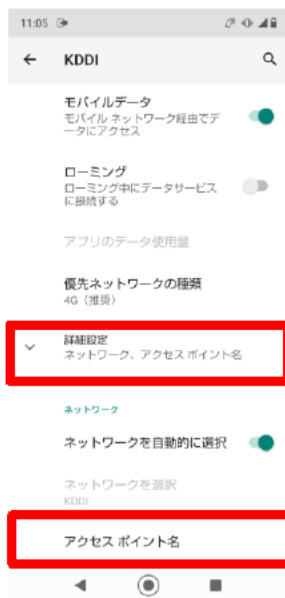 11:05
KDDI
モバイルデータ
モバイル ネットワーク経由でデ
ータにアクセス
ローミング
ローミング中にデータサービス
に接続する
アプリのデータ使用量
優先ネットワークの種類
4G（推奨）
詳細設定
ネットワーク、アクセス ポイント名
ネットワーク
ネットワークを自動的に選択
ネットワークを選択
KDDI
アクセス ポイント名